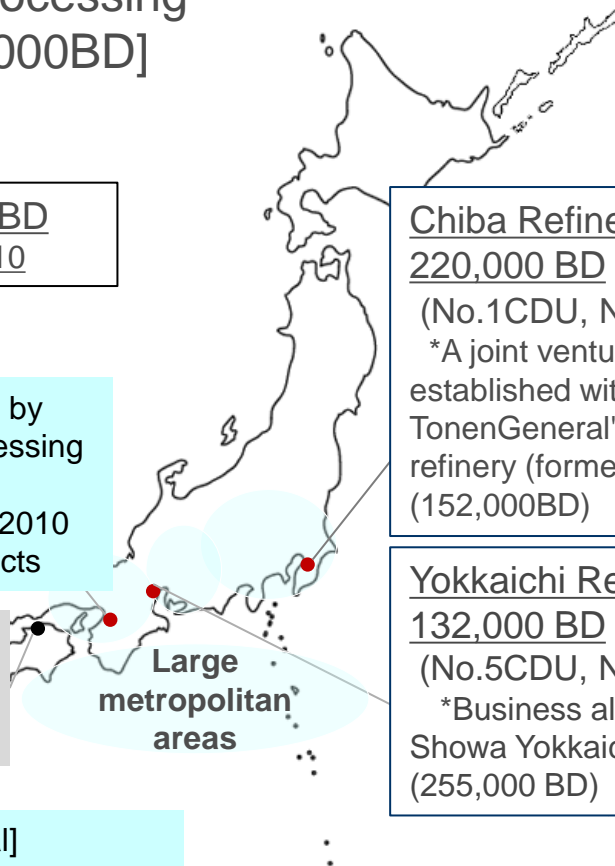 ocessing
000BD]
BD
10
by
essing
2010
cts
Chiba Refine
220,000 BD
(No.1CDU, N
*A joint ventu
established wit
TonenGeneral'
refinery (forme
(152,000BD)
Yokkaichi Re
132,000 BD
(No.5CDU, N
*Business al
Showa Yokkaic
(255,000 BD)
Large
metropolitan
areas
l]